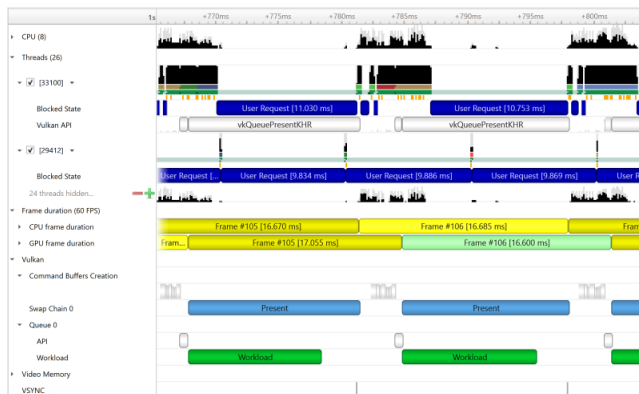 1s +770ms +775ms +780ms +785ms +790ms +795ms +800ms
CPU (8)
Threads (26)
[33100]
Blocked State User Request [11.030 ms] User Request [10.753 ms]
Vulkan API vkQueuePresentKHR vkQueuePresentKHR
[29412]
Blocked State User Request [... User Request [9.834 ms] User Request [9.886 ms] User Request [9.869 ms] User R
24 threads hidden...
Frame duration (60 FPS)
CPU frame duration Frame #105 [16.670 ms] Frame #106 [16.685 ms] Fram
GPU frame duration Fram... Frame #105 [17.055 ms] Frame #106 [16.600 ms]
Vulkan
Command Buffers Creation
Swap Chain 0 Present Present
Queue 0
API
Workload Workload Workload
Video Memory
VSYNC